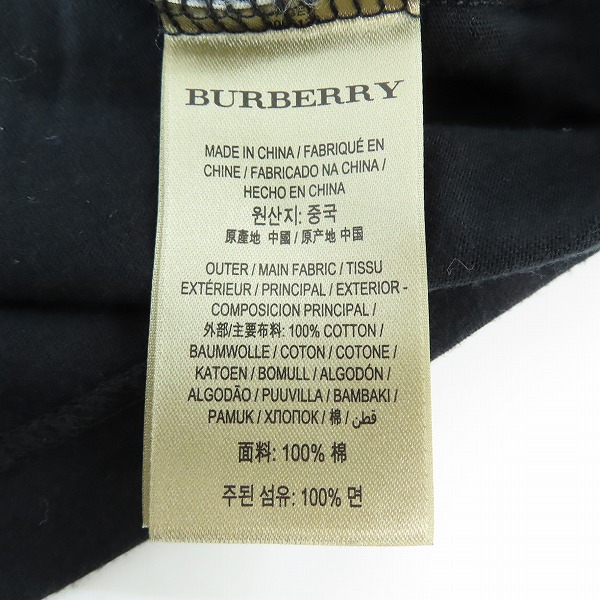 BURBERRY
MADE IN CHINA / FABRIQUÉ EN
CHINE / FABRICADO NA CHINA /
HECHO EN CHINA
원산지: 중국
原產地 中國 / 原产地 中国
OUTER / MAIN FABRIC / TISSU
EXTÉRIEUR / PRINCIPAL / EXTERIOR -
COMPOSICION PRINCIPAL /
外部/主要布料: 100% COTTON /
BAUMWOLLE / COTON / COTONE /
KATOEN / BOMULL / ALGODÓN /
ALGODÃO / PUUVILLA / BAMBAKI /
PAMUK / ХЛОПОК / 棉 / قطن
面料: 100% 棉
주된 섬유: 100% 면